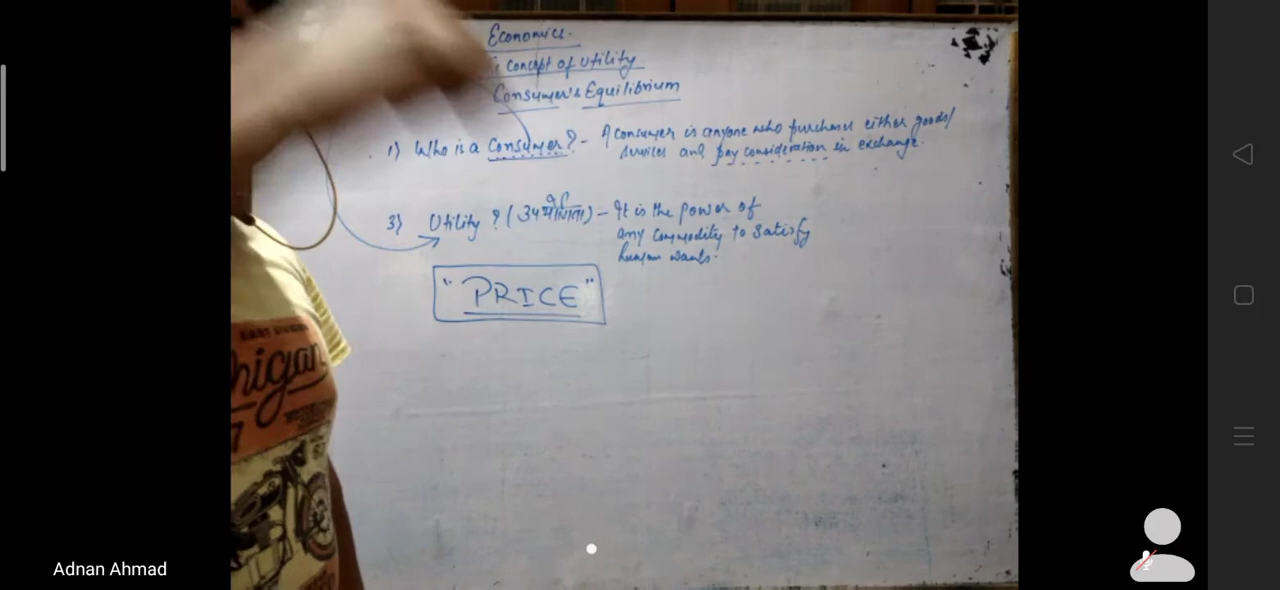 Economics.
Concept of Utility
Consumer's Equilibrium
1) Who is a Consumer? - A consumer is anyone who purchases either goods/
services and pay consideration in exchange.
3) Utility ? ( ) - It is the power of
any commodity to satisfy
human wants.
"PRICE"
higan
7
Adnan Ahmad